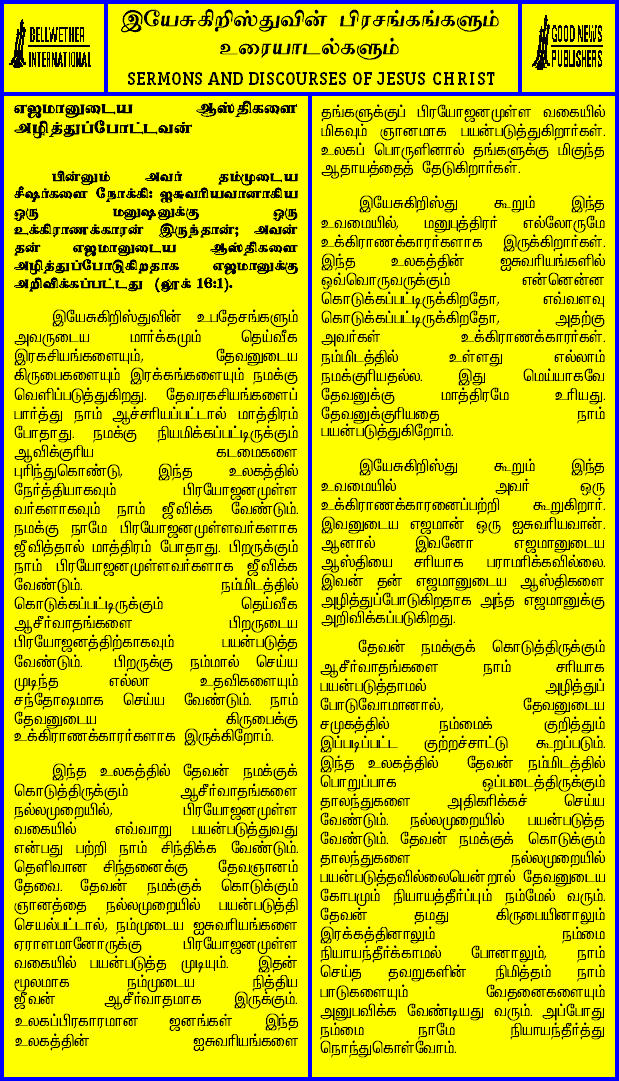 BELLWETHER
INTERNATIONAL
இயேசுகிறிஸ்துவின் பிரசங்கங்களும்
உரையாடல்களும்
SERMONS AND DISCOURSES OF JESUS CHRIST
GOOD NEWS
PUBLISHERS
எஜமானுடைய ஆஸ்திகளை
அழித்துப்போட்டவன்
பின்னும் அவர் தம்முடைய
சீஷர்களை நோக்கி: ஐசுவரியவானாகிய
ஒரு மனுஷனுக்கு ஒரு
உக்கிராணக்காரன் இருந்தான்; அவன்
தன் எஜமானுடைய ஆஸ்திகளை
அழித்துப்போடுகிறதாக எஜமானுக்கு
அறிவிக்கப்பட்டது (லூக் 16:1).
இயேசுகிறிஸ்துவின் உபதேசங்களும்
அவருடைய மார்க்கமும் தெய்வீக
இரகசியங்களையும், தேவனுடைய
கிருபைகளையும் இரக்கங்களையும் நமக்கு
வெளிப்படுத்துகிறது. தேவரகசியங்களைப்
பார்த்து நாம் ஆச்சரியப்பட்டால் மாத்திரம்
போதாது. நமக்கு நியமிக்கப்பட்டிருக்கும்
ஆவிக்குரிய கடமைகளை
புரிந்துகொண்டு, இந்த உலகத்தில்
நேர்த்தியாகவும் பிரயோஜனமுள்ள
வர்களாகவும் நாம் ஜீவிக்க வேண்டும்.
நமக்கு நாமே பிரயோஜனமுள்ளவர்களாக
ஜீவித்தால் மாத்திரம் போதாது. பிறருக்கும்
நாம் பிரயோஜனமுள்ளவர்களாக ஜீவிக்க
வேண்டும். நம்மிடத்தில்
கொடுக்கப்பட்டிருக்கும் தெய்வீக
ஆசீர்வாதங்களை பிறருடைய
பிரயோஜனத்திற்காகவும் பயன்படுத்த
வேண்டும். பிறருக்கு நம்மால் செய்ய
முடிந்த எல்லா உதவிகளையும்
சந்தோஷமாக செய்ய வேண்டும். நாம்
தேவனுடைய கிருபைக்கு
உக்கிராணக்காரர்களாக இருக்கிறோம்.
இந்த உலகத்தில் தேவன் நமக்குக்
கொடுத்திருக்கும் ஆசீர்வாதங்களை
நல்லமுறையில், பிரயோஜனமுள்ள
வகையில் எவ்வாறு பயன்படுத்துவது
என்பது பற்றி நாம் சிந்திக்க வேண்டும்.
தெளிவான சிந்தனைக்கு தேவஞானம்
தேவை. தேவன் நமக்குக் கொடுக்கும்
ஞானத்தை நல்லமுறையில் பயன்படுத்தி
செயல்பட்டால், நம்முடைய ஐசுவரியங்களை
ஏராளமானோருக்கு பிரயோஜனமுள்ள
வகையில் பயன்படுத்த முடியும். இதன்
மூலமாக நம்முடைய நித்திய
ஜீவன் ஆசீர்வாதமாக இருக்கும்.
உலகப்பிரகாரமான ஜனங்கள் இந்த
உலகத்தின் ஐசுவரியங்களை
தங்களுக்குப் பிரயோஜனமுள்ள வகையில்
மிகவும் ஞானமாக பயன்படுத்துகிறார்கள்.
உலகப் பொருளினால் தங்களுக்கு மிகுந்த
ஆதாயத்தைத் தேடுகிறார்கள்.
இயேசுகிறிஸ்து கூறும் இந்த
உவமையில், மனுபுத்திரர் எல்லோருமே
உக்கிராணக்காரர்களாக இருக்கிறார்கள்.
இந்த உலகத்தின் ஐசுவரியங்களில்
ஒவ்வொருவருக்கும் என்னென்ன
கொடுக்கப்பட்டிருக்கிறதோ, எவ்வளவு
கொடுக்கப்பட்டிருக்கிறதோ, அதற்கு
அவர்கள் உக்கிராணக்காரர்கள்.
நம்மிடத்தில் உள்ளது எல்லாம்
நமக்குரியதல்ல. இது மெய்யாகவே
தேவனுக்கு மாத்திரமே உரியது.
தேவனுக்குரியதை நாம்
பயன்படுத்துகிறோம்.
இயேசுகிறிஸ்து கூறும் இந்த
உவமையில் அவர் ஒரு
உக்கிராணக்காரனைப்பற்றி கூறுகிறார்.
இவனுடைய எஜமான் ஒரு ஐசுவரியவான்.
ஆனால் இவனோ எஜமானுடைய
ஆஸ்தியை சரியாக பராமரிக்கவில்லை.
இவன் தன் எஜமானுடைய ஆஸ்திகளை
அழித்துப்போடுகிறதாக அந்த எஜமானுக்கு
அறிவிக்கப்படுகிறது.
தேவன் நமக்குக் கொடுத்திருக்கும்
ஆசீர்வாதங்களை நாம் சரியாக
பயன்படுத்தாமல் அழித்துப்
போடுவோமானால், தேவனுடைய
சமுகத்தில் நம்மைக் குறித்தும்
இப்படிப்பட்ட குற்றச்சாட்டு கூறப்படும்.
இந்த உலகத்தில் தேவன் நம்மிடத்தில்
பொறுப்பாக ஒப்படைத்திருக்கும்
தாலந்துகளை அதிகரிக்கச் செய்ய
வேண்டும். நல்லமுறையில் பயன்படுத்த
வேண்டும். தேவன் நமக்குக் கொடுக்கும்
தாலந்துகளை நல்லமுறையில்
பயன்படுத்தவில்லையென்றால் தேவனுடைய
கோபமும் நியாயத்தீர்ப்பும் நம்மேல் வரும்.
தேவன் தமது கிருபையினாலும்
இரக்கத்தினாலும் நம்மை
நியாயந்தீர்க்காமல் போனாலும், நாம்
செய்த தவறுகளின் நிமித்தம் நாம்
பாடுகளையும் வேதனைகளையும்
அனுபவிக்க வேண்டியது வரும். அப்போது
நம்மை நாமே நியாயந்தீர்த்து
நொந்துகொள்வோம்.